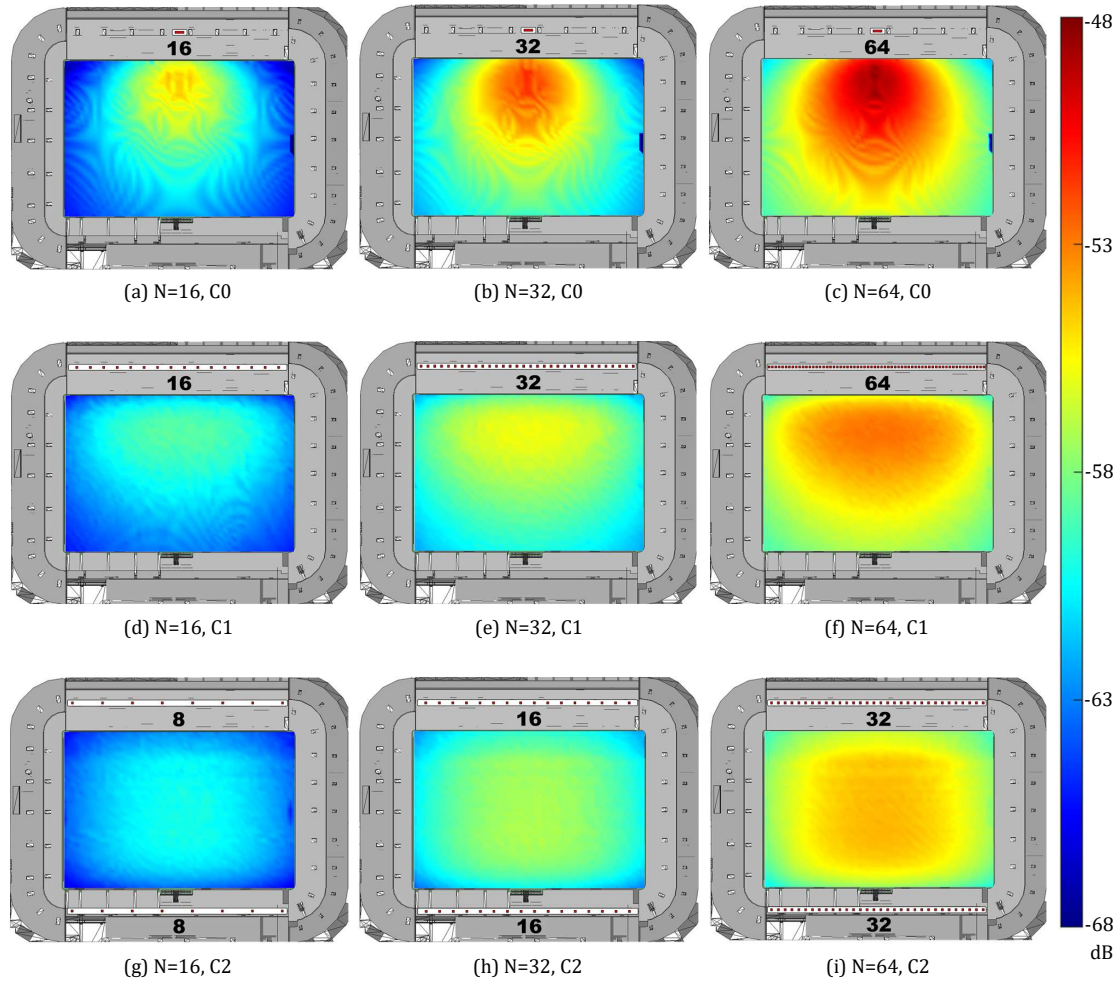 16
32
64
-48
(a) N=16, C0
(b) N=32, C0
(c) N=64, C0
-53
16
32
64
-58
(d) N=16, C1
(e) N=32, C1
(f) N=64, C1
8
16
32
-63
8
16
32
-68
dB
(g) N=16, C2
(h) N=32, C2
(i) N=64, C2